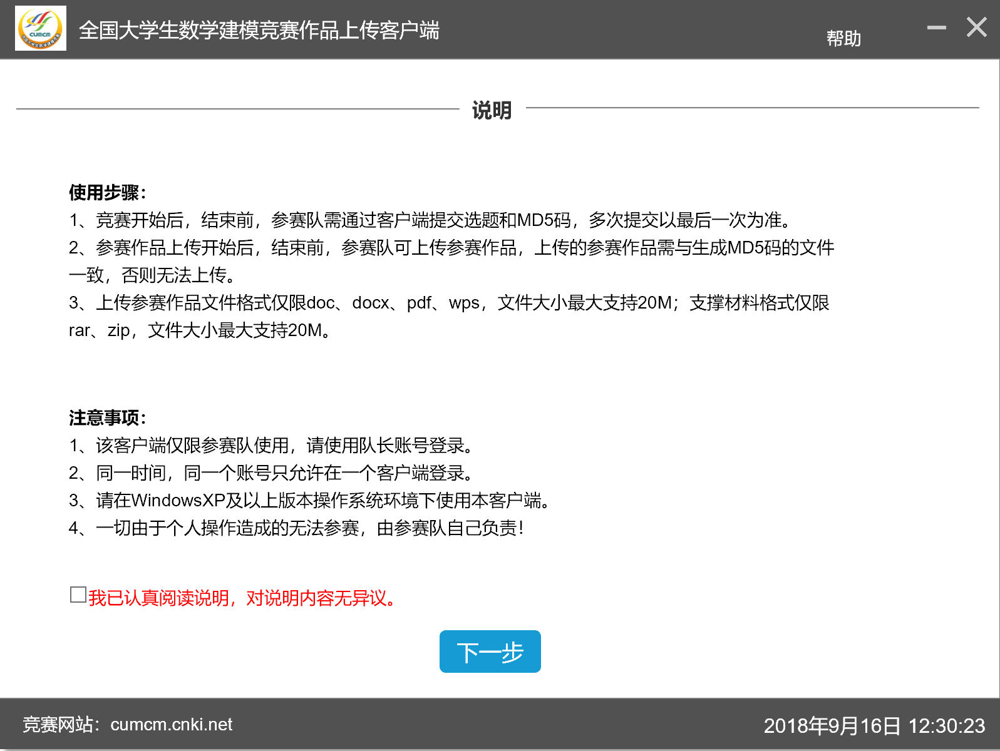 CUMCM
全国大学生数学建模竞赛作品上传客户端
帮助
说明
使用步骤：
1、竞赛开始后，结束前，参赛队需通过客户端提交选题和MD5码，多次提交以最后一次为准。
2、参赛作品上传开始后，结束前，参赛队可上传参赛作品，上传的参赛作品需与生成MD5码的文件
一致，否则无法上传。
3、上传参赛作品文件格式仅限doc、docx、pdf、wps，文件大小最大支持20M；支撑材料格式仅限
rar、zip，文件大小最大支持20M。
注意事项：
1、该客户端仅限参赛队使用，请使用队长账号登录。
2、同一时间，同一个账号只允许在一个客户端登录。
3、请在WindowsXP及以上版本操作系统环境下使用本客户端。
4、一切由于个人操作造成的无法参赛，由参赛队自己负责！
我已认真阅读说明，对说明内容无异议。
下一步
竞赛网站：cumcm.cnki.net
2018年9月16日 12:30:23